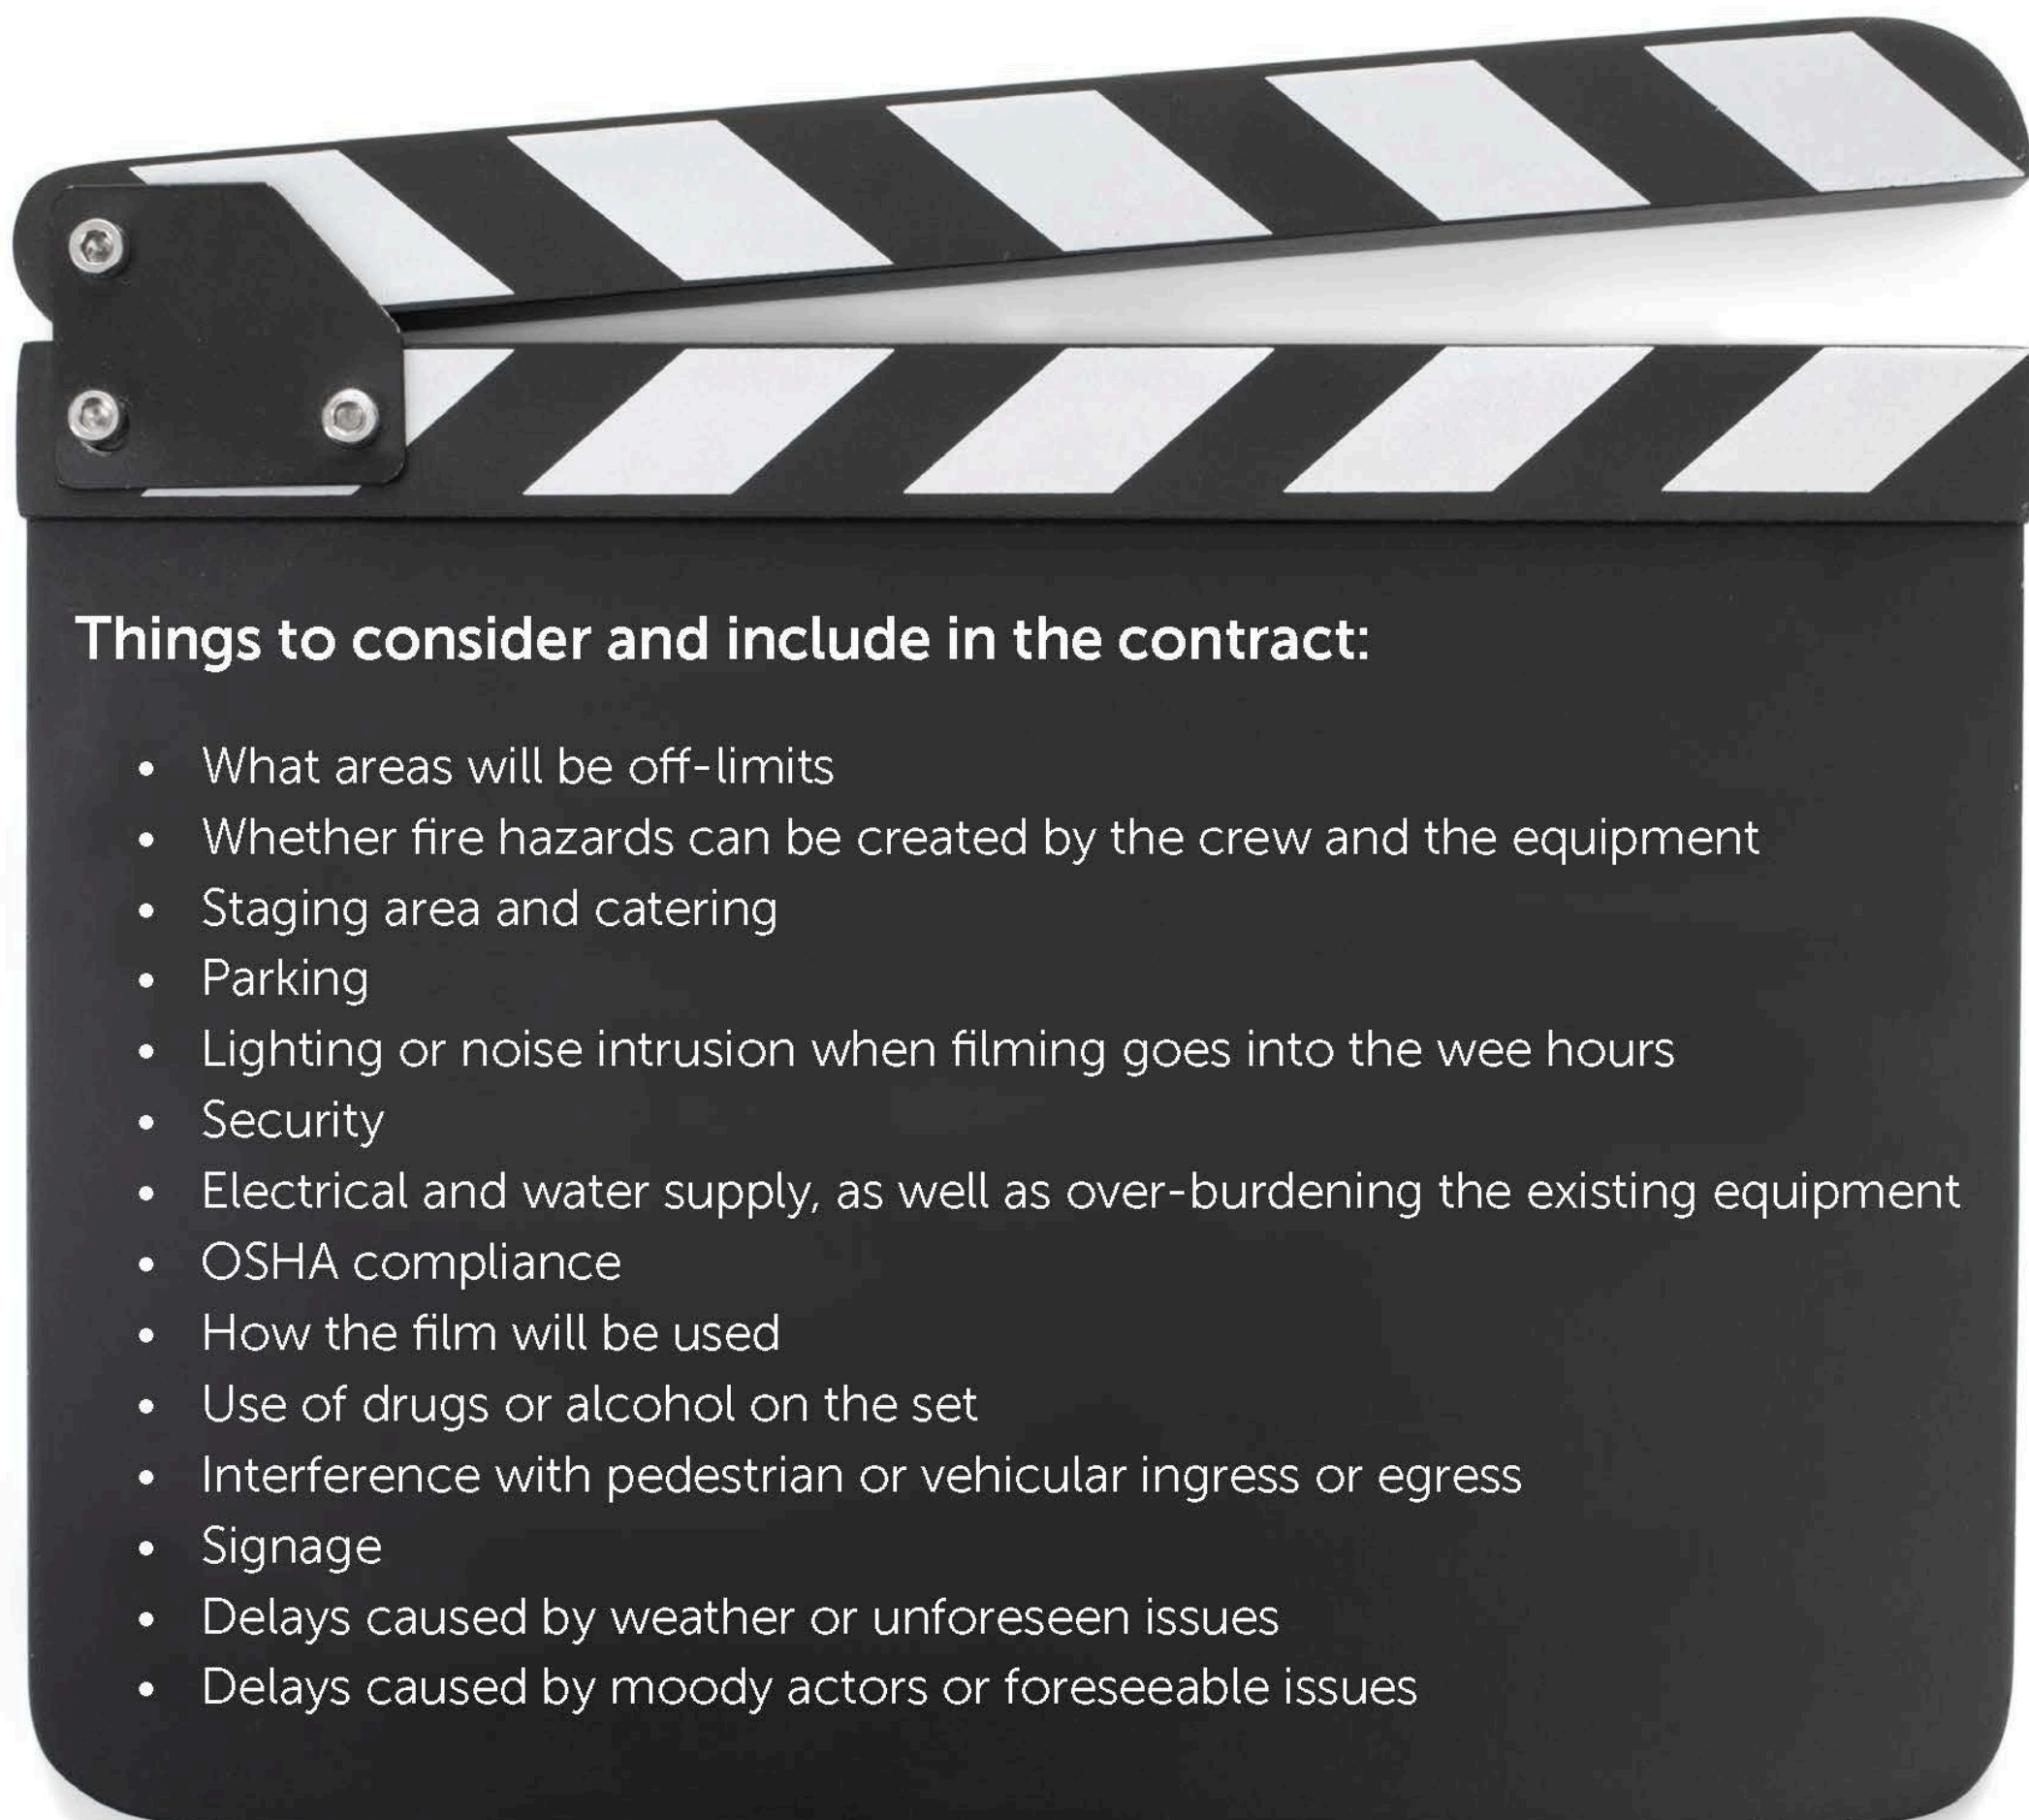 Things to consider and include in the contract:
• What areas will be off-limits
• Whether fire hazards can be created by the crew and the equipment
• Staging area and catering
• Parking
• Lighting or noise intrusion when filming goes into the wee hours
• Security
• Electrical and water supply, as well as over-burdening the existing equipment
• OSHA compliance
• How the film will be used
• Use of drugs or alcohol on the set
• Interference with pedestrian or vehicular ingress or egress
• Signage
• Delays caused by weather or unforeseen issues
• Delays caused by moody actors or foreseeable issues